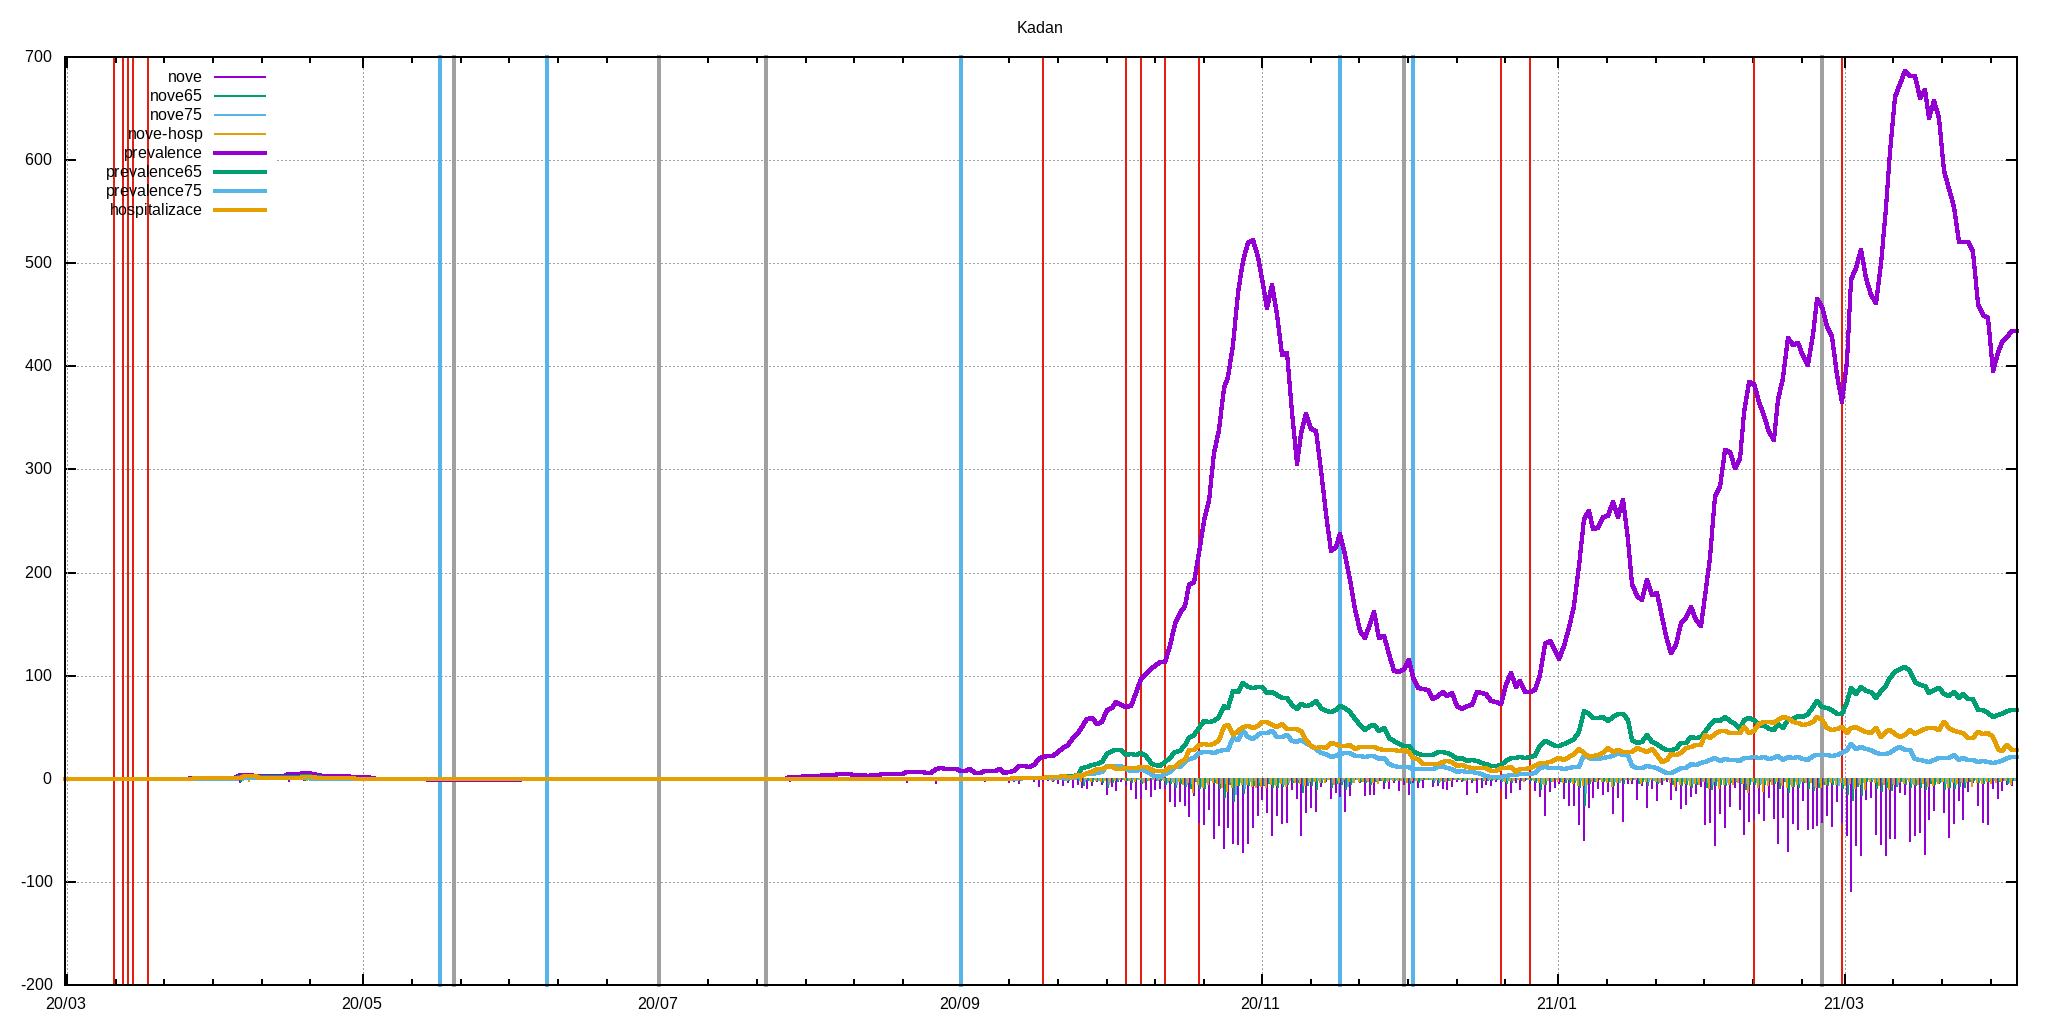 Kadan
700
600
500
400
300
200
100
0
-100
-200
nove
nove65
nove75
nove-hosp
prevalence
prevalence65
prevalence75
hospitalizace
20/03 20/05 20/07 20/09 20/11 21/01 21/03